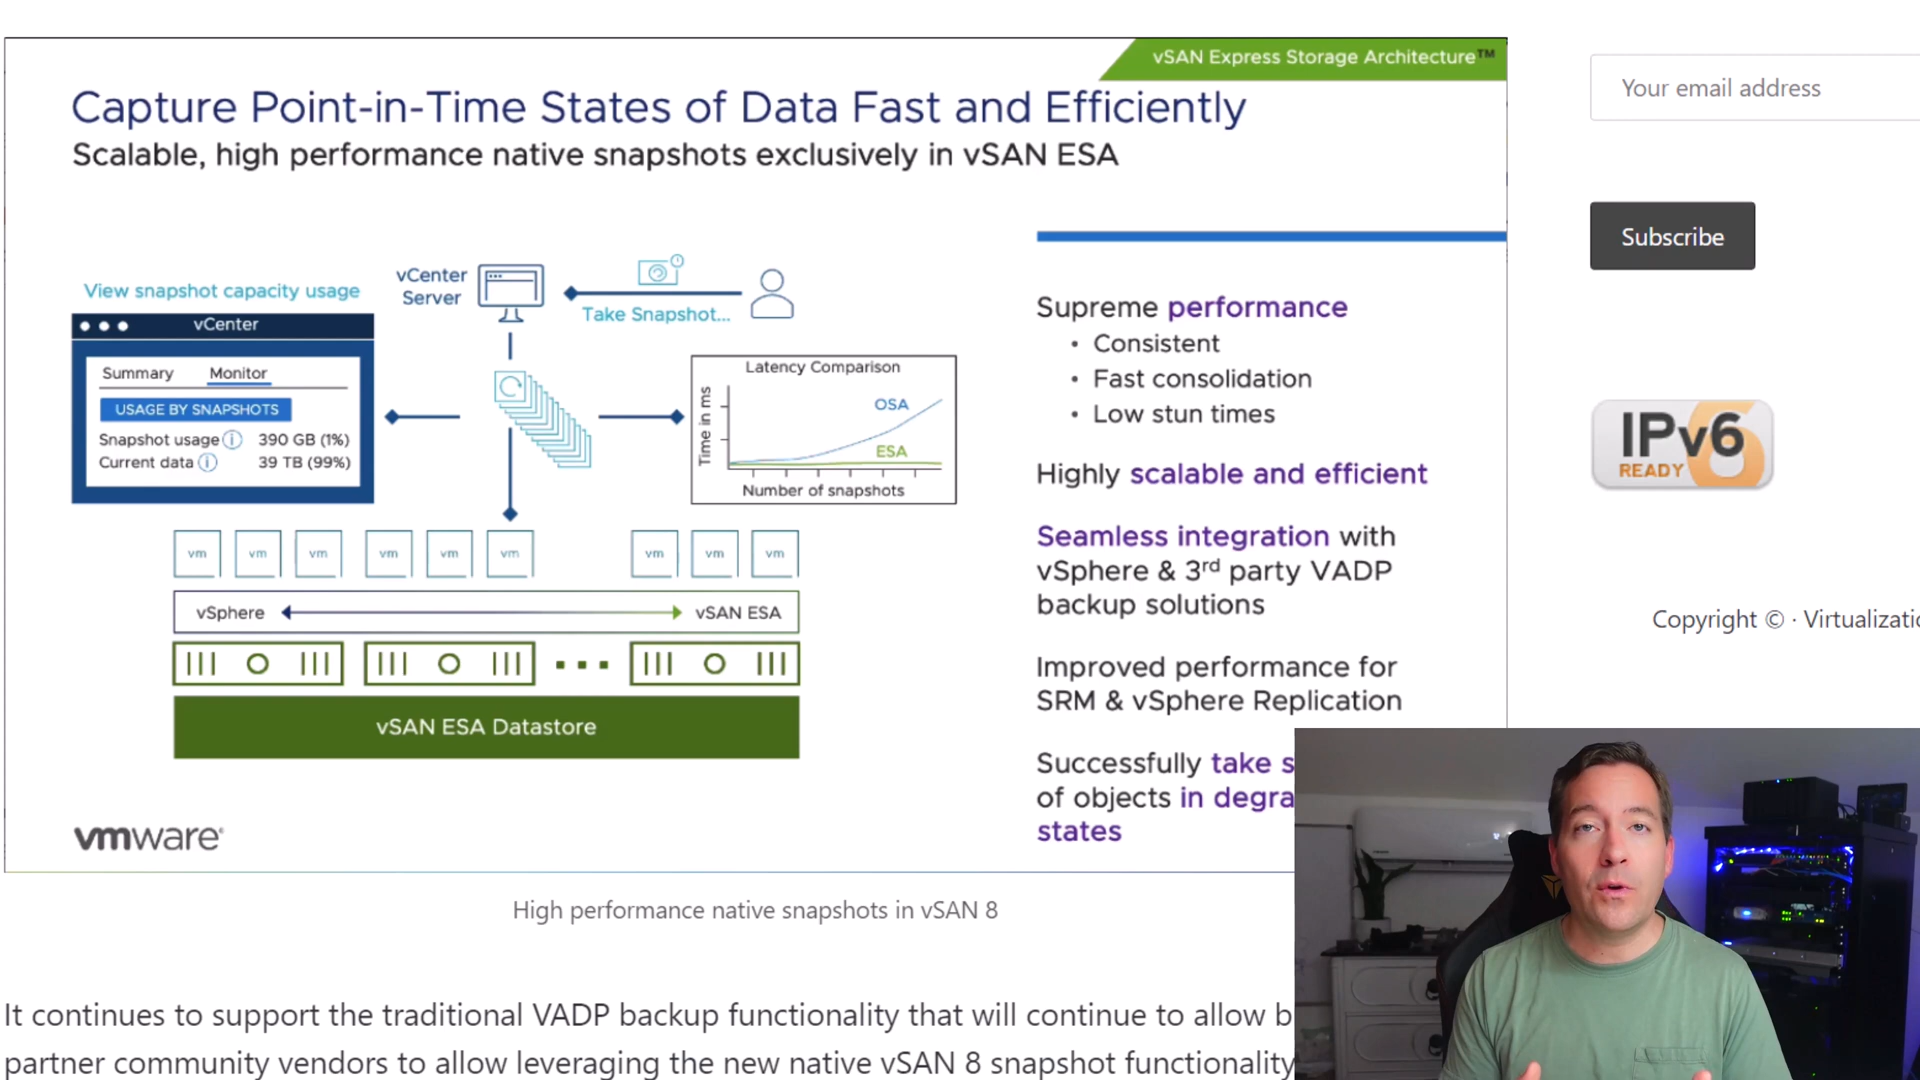 vSAN Express Storage Architecture™
Capture Point-in-Time States of Data Fast and Efficiently
Scalable, high performance native snapshots exclusively in vSAN ESA
View snapshot capacity usage
vCenter
Summary Monitor
USAGE BY SNAPSHOTS
Snapshot usage i 390 GB (1%)
Current data i 39 TB (99%)
vCenter
Server
Take Snapshot...
Latency Comparison
Time in ms
OSA
ESA
Number of snapshots
vm vm vm vm vm vm vm vm vm
vSphere vSAN ESA
vSAN ESA Datastore
vmware®
Supreme performance
• Consistent
• Fast consolidation
• Low stun times
Highly scalable and efficient
Seamless integration with
vSphere & 3rd party VADP
backup solutions
Improved performance for
SRM & vSphere Replication
Successfully take s
of objects in degra
states
High performance native snapshots in vSAN 8
It continues to support the traditional VADP backup functionality that will continue to allow b
partner community vendors to allow leveraging the new native vSAN 8 snapshot functionality
Your email address
Subscribe
IPv6
READY
6
Copyright © · Virtualizatio